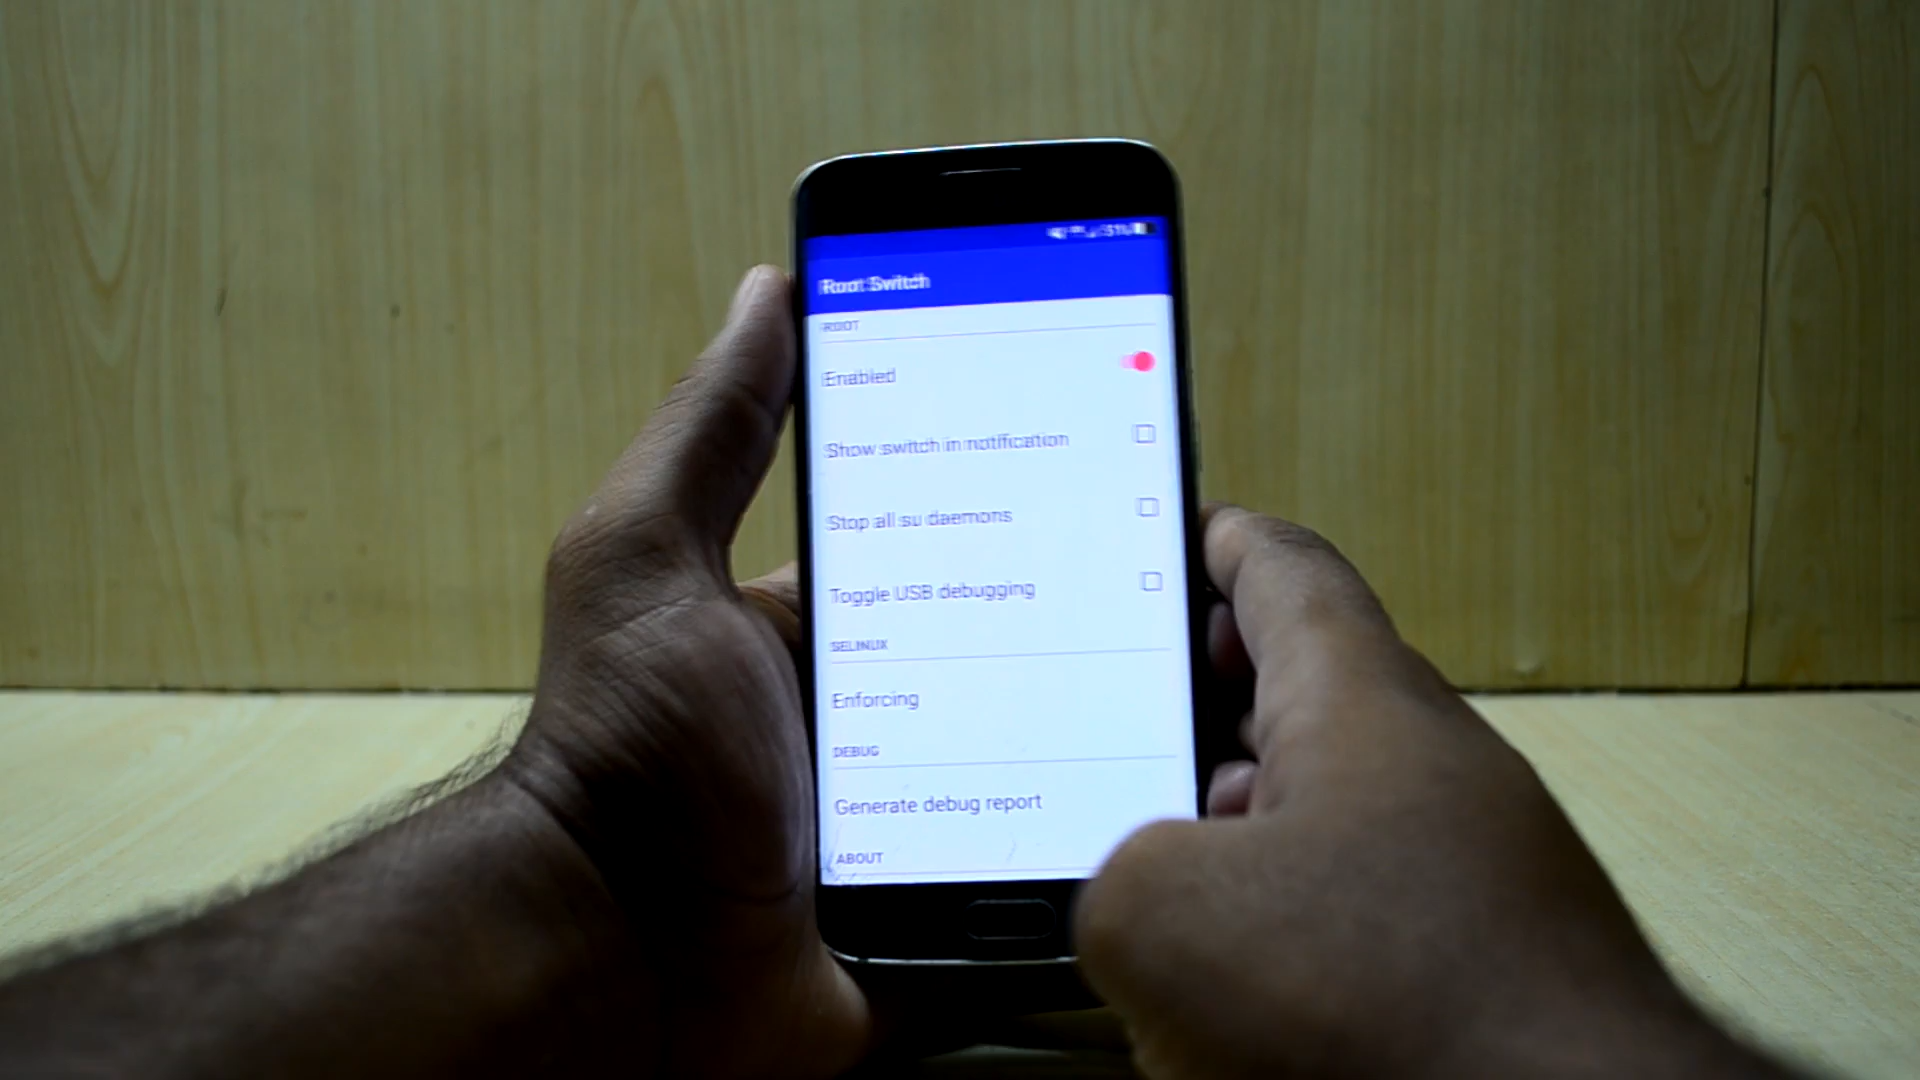 51%
Root Switch
ROOT
Enabled
Show switch in notification
Stop all su daemons
Toggle USB debugging
SELINUX
Enforcing
DEBUG
Generate debug report
ABOUT